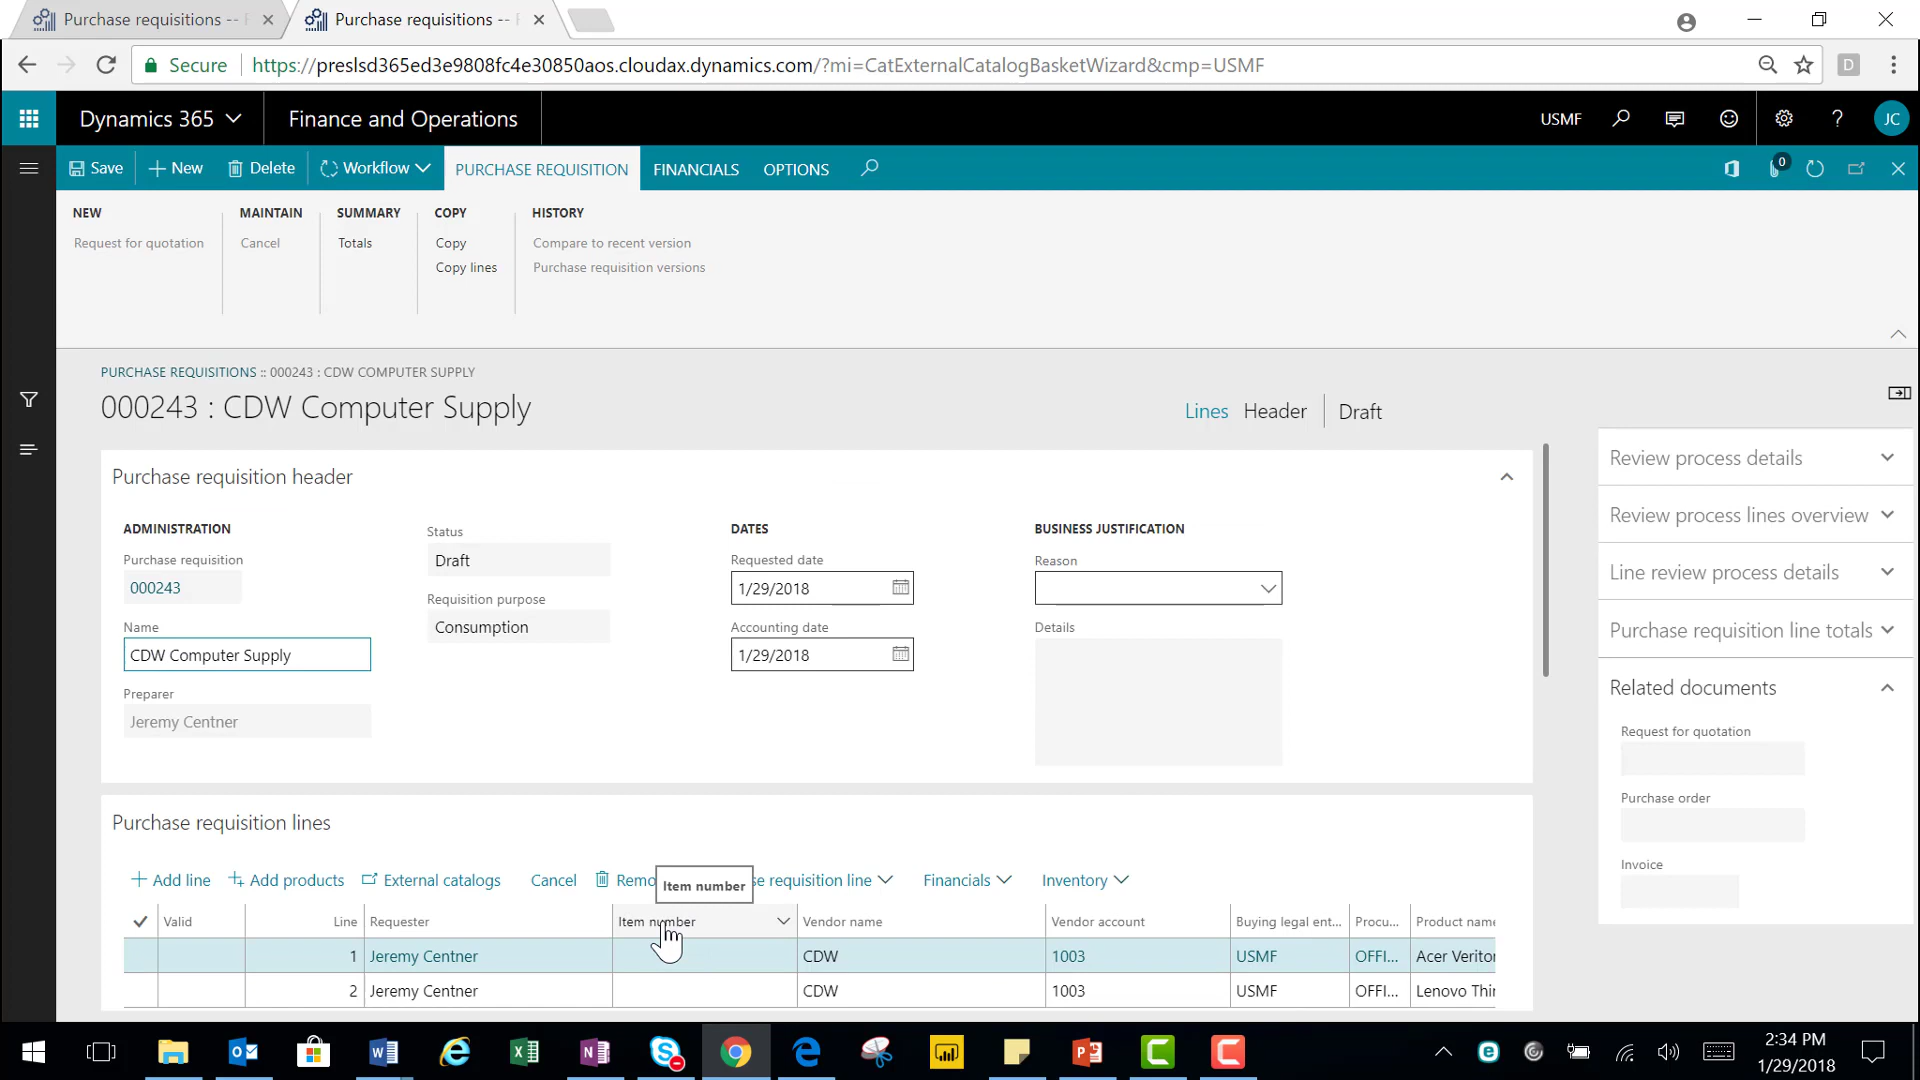 Purchase requisitions --
Purchase requisitions --
Secure https://preslsd365ed3e9808fc4e30850aos.cloudax.dynamics.com/?mi=CatExternalCatalogBasketWizard&cmp=USMF D
Dynamics 365 Finance and Operations USMF ? JC
Save New Delete Workflow PURCHASE REQUISITION FINANCIALS OPTIONS 0
NEW MAINTAIN SUMMARY COPY HISTORY
Request for quotation Cancel Totals Copy Compare to recent version
Copy lines Purchase requisition versions
PURCHASE REQUISITIONS :: 000243 : CDW COMPUTER SUPPLY
000243 : CDW Computer Supply Lines Header Draft
Purchase requisition header
ADMINISTRATION Status DATES BUSINESS JUSTIFICATION
Purchase requisition Draft Requested date Reason
000243 1/29/2018
Requisition purpose
Name Consumption Accounting date Details
CDW Computer Supply 1/29/2018
Preparer
Jeremy Centner
Review process details
Review process lines overview
Line review process details
Purchase requisition line totals
Related documents
Request for quotation
Purchase order
Invoice
Purchase requisition lines
Add line Add products External catalogs Cancel Remo Item number se requisition line Financials Inventory
Valid Line Requester Item number Vendor name Vendor account Buying legal ent... Procu... Product name
1 Jeremy Centner CDW 1003 USMF OFFI... Acer Veriton
2 Jeremy Centner CDW 1003 USMF OFFI... Lenovo Thin
2:34 PM
1/29/2018